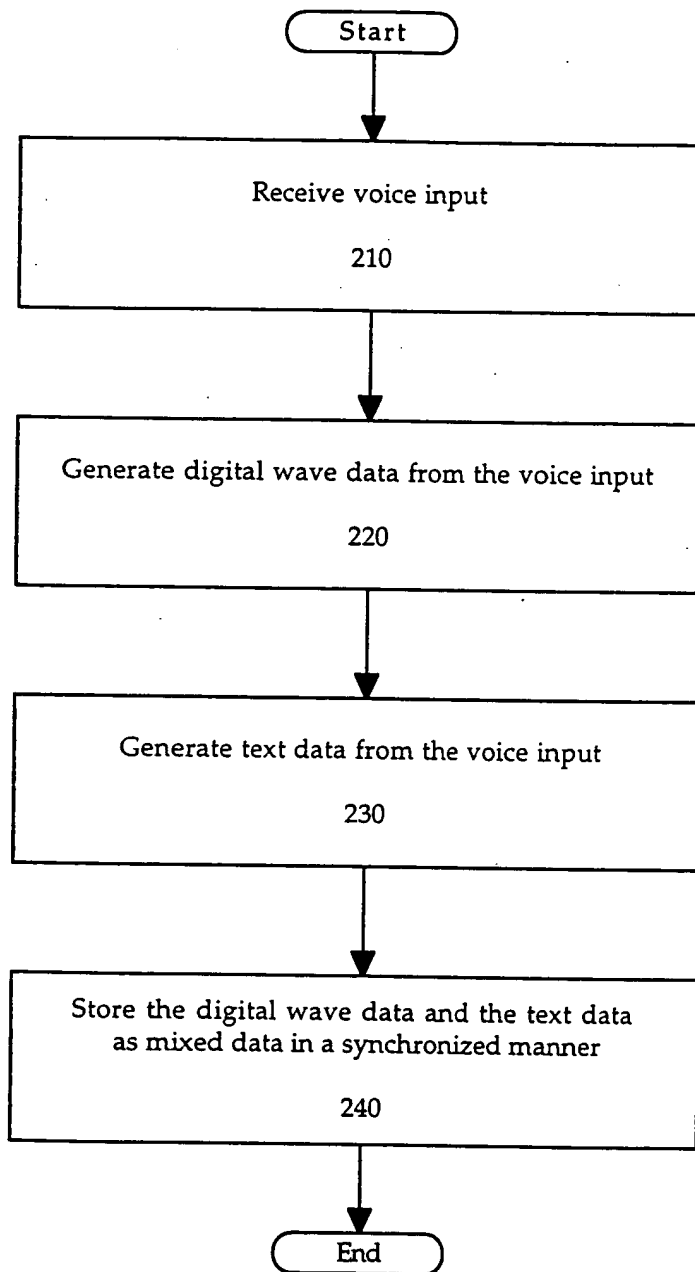 Start
Receive voice input
210
Generate digital wave data from the voice input
220
Generate text data from the voice input
230
Store the digital wave data and the text data
as mixed data in a synchronized manner
240
End